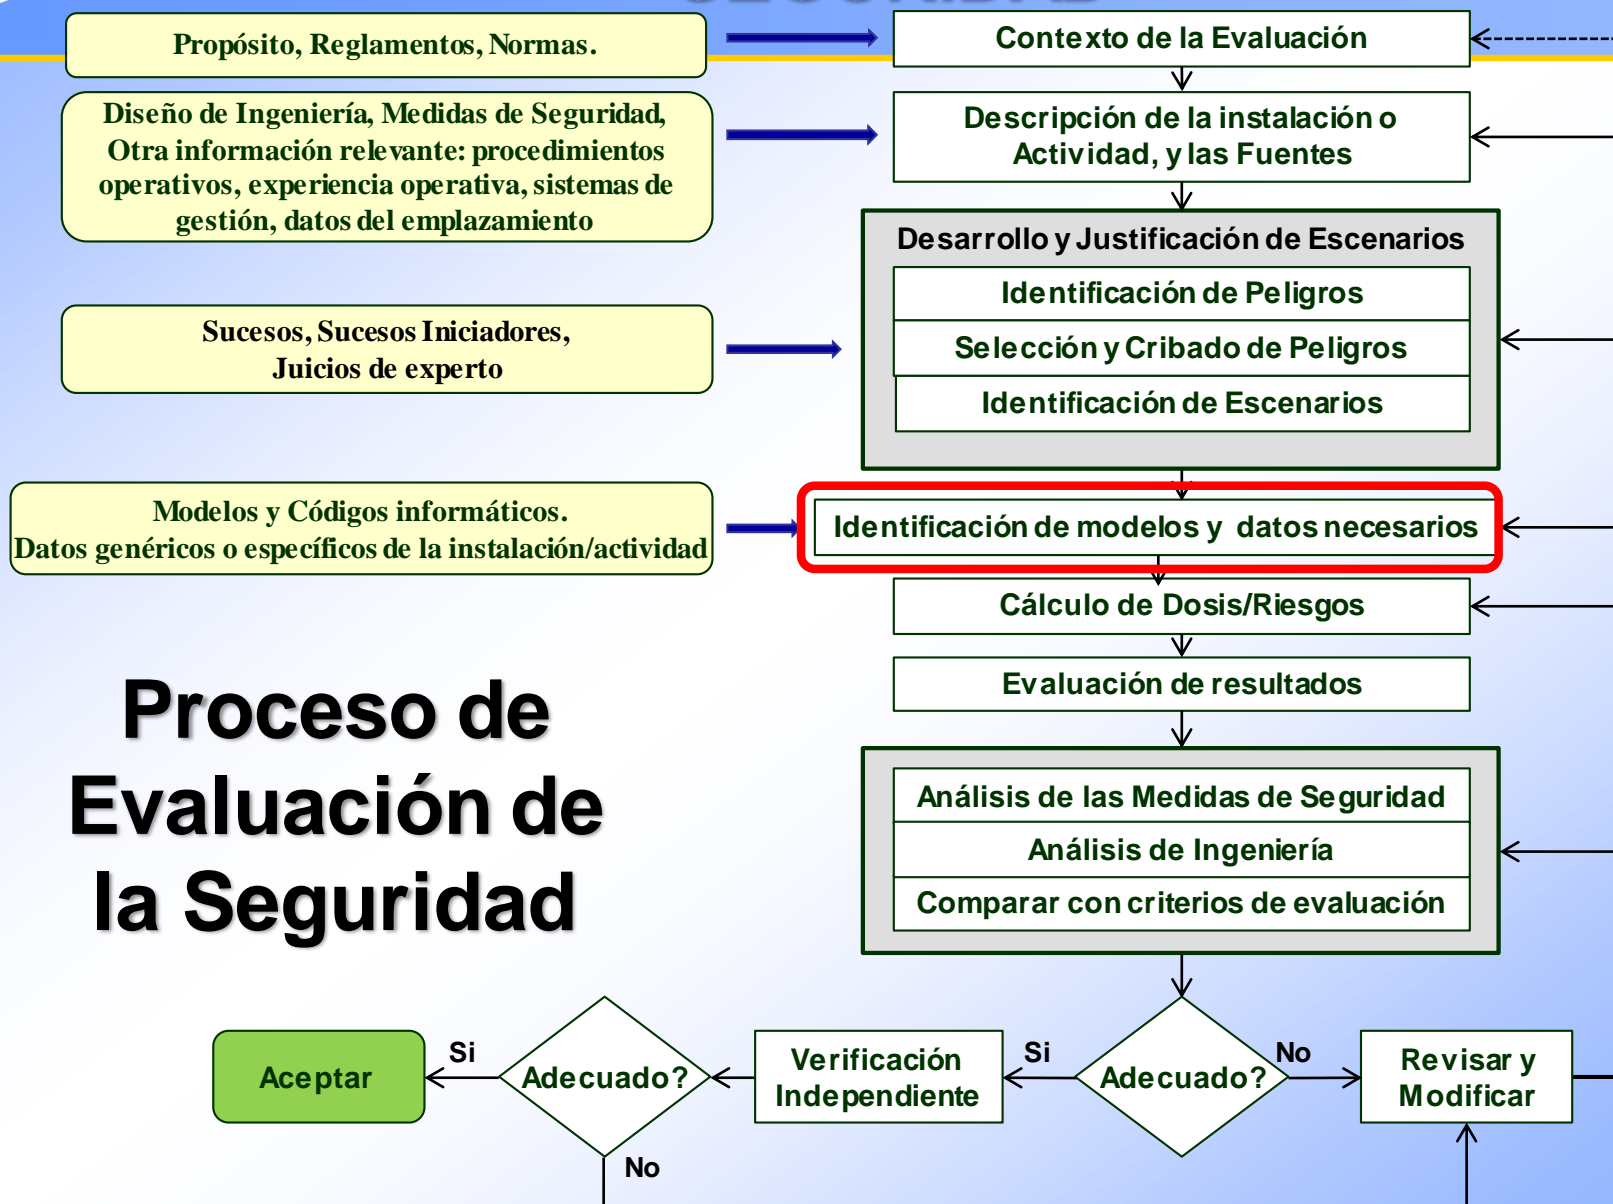 Propósito, Reglamentos, Normas.
Contexto de la Evaluación
Diseño de Ingeniería, Medidas de Seguridad,
Otra información relevante: procedimientos
operativos, experiencia operativa, sistemas de
gestión, datos del emplazamiento
Descripción de la instalación o
Actividad, y las Fuentes
Desarrollo y Justificación de Escenarios
Identificación de Peligros
Selección y Cribado de Peligros
Identificación de Escenarios
Sucesos, Sucesos Iniciadores,
Juicios de experto
Modelos y Códigos informáticos.
Datos genéricos o específicos de la instalación/actividad
Identificación de modelos y datos necesarios
Cálculo de Dosis/Riesgos
Evaluación de resultados
Proceso de
Evaluación de
la Seguridad
Análisis de las Medidas de Seguridad
Análisis de Ingeniería
Comparar con criterios de evaluación
Aceptar
Si
Adecuado?
No
Verificación
Independiente
Si
Adecuado?
No
Revisar y
Modificar